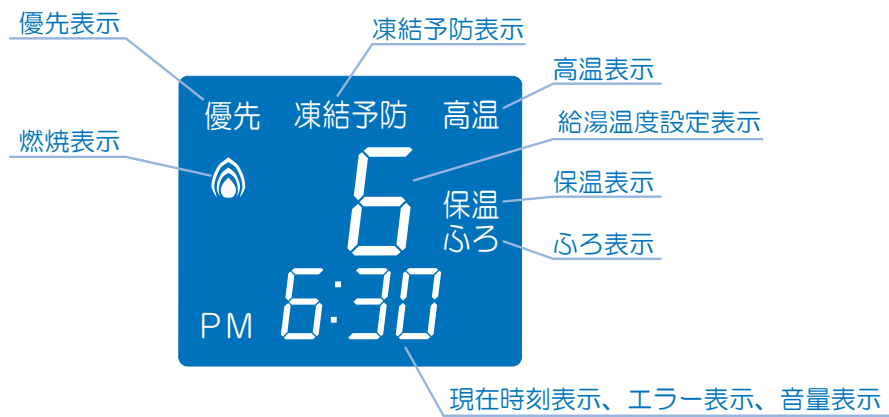 優先表示
凍結予防表示
高温表示
給湯温度設定表示
燃焼表示
保温表示
ふろ表示
優先 凍結予防 高温
6
保温
ふろ
PM 6:30
現在時刻表示、エラー表示、音量表示